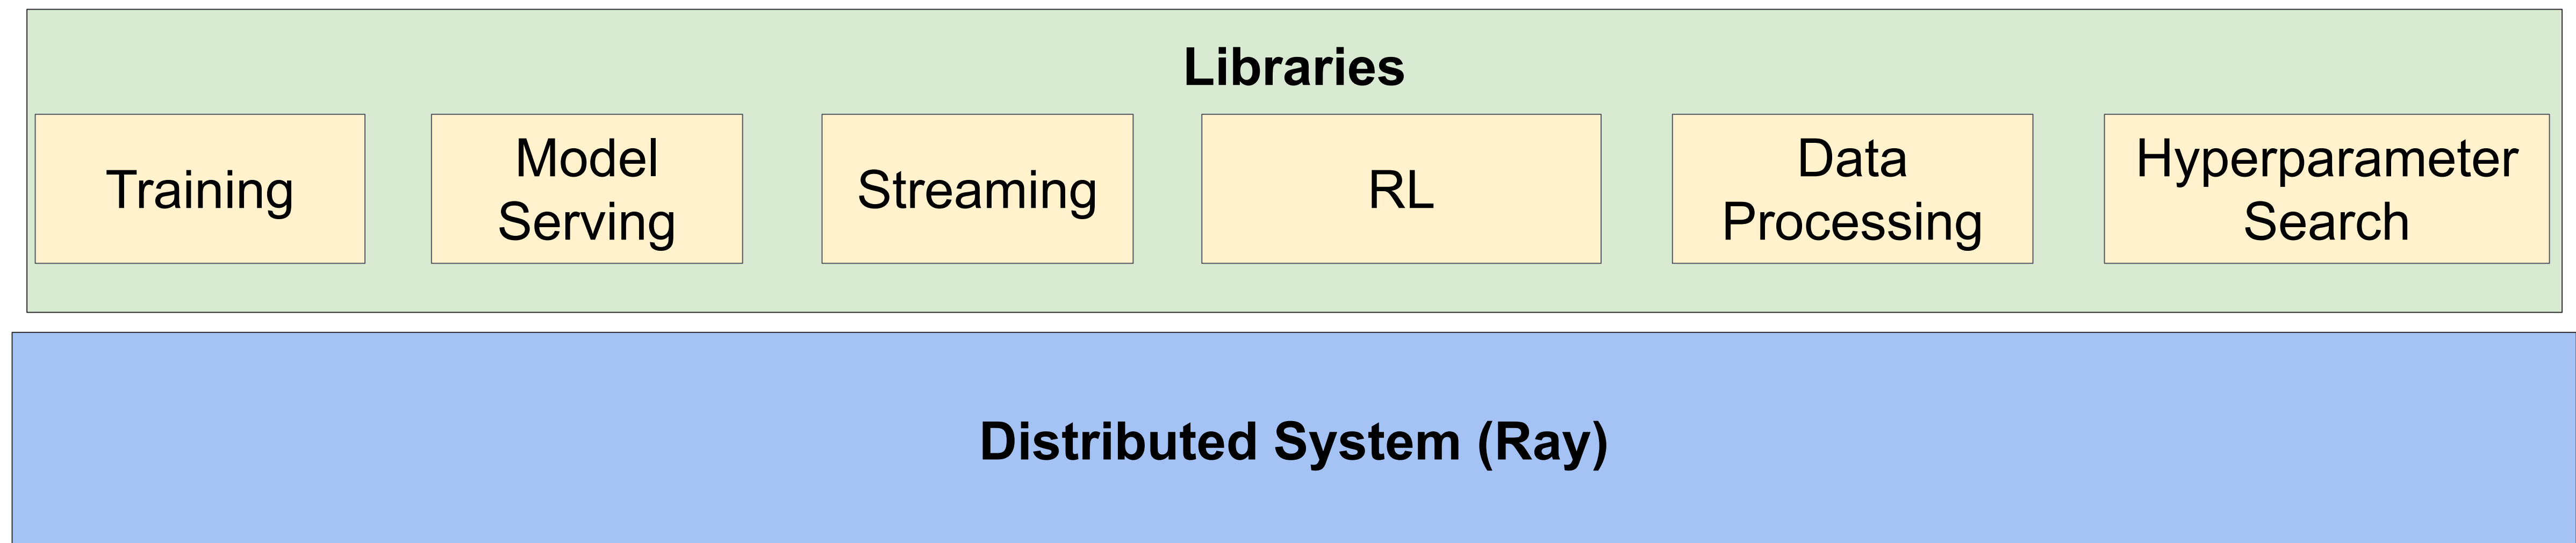 Libraries
Training
Model
Serving
Streaming
RL
Data
Processing
Hyperparameter
Search
Distributed System (Ray)